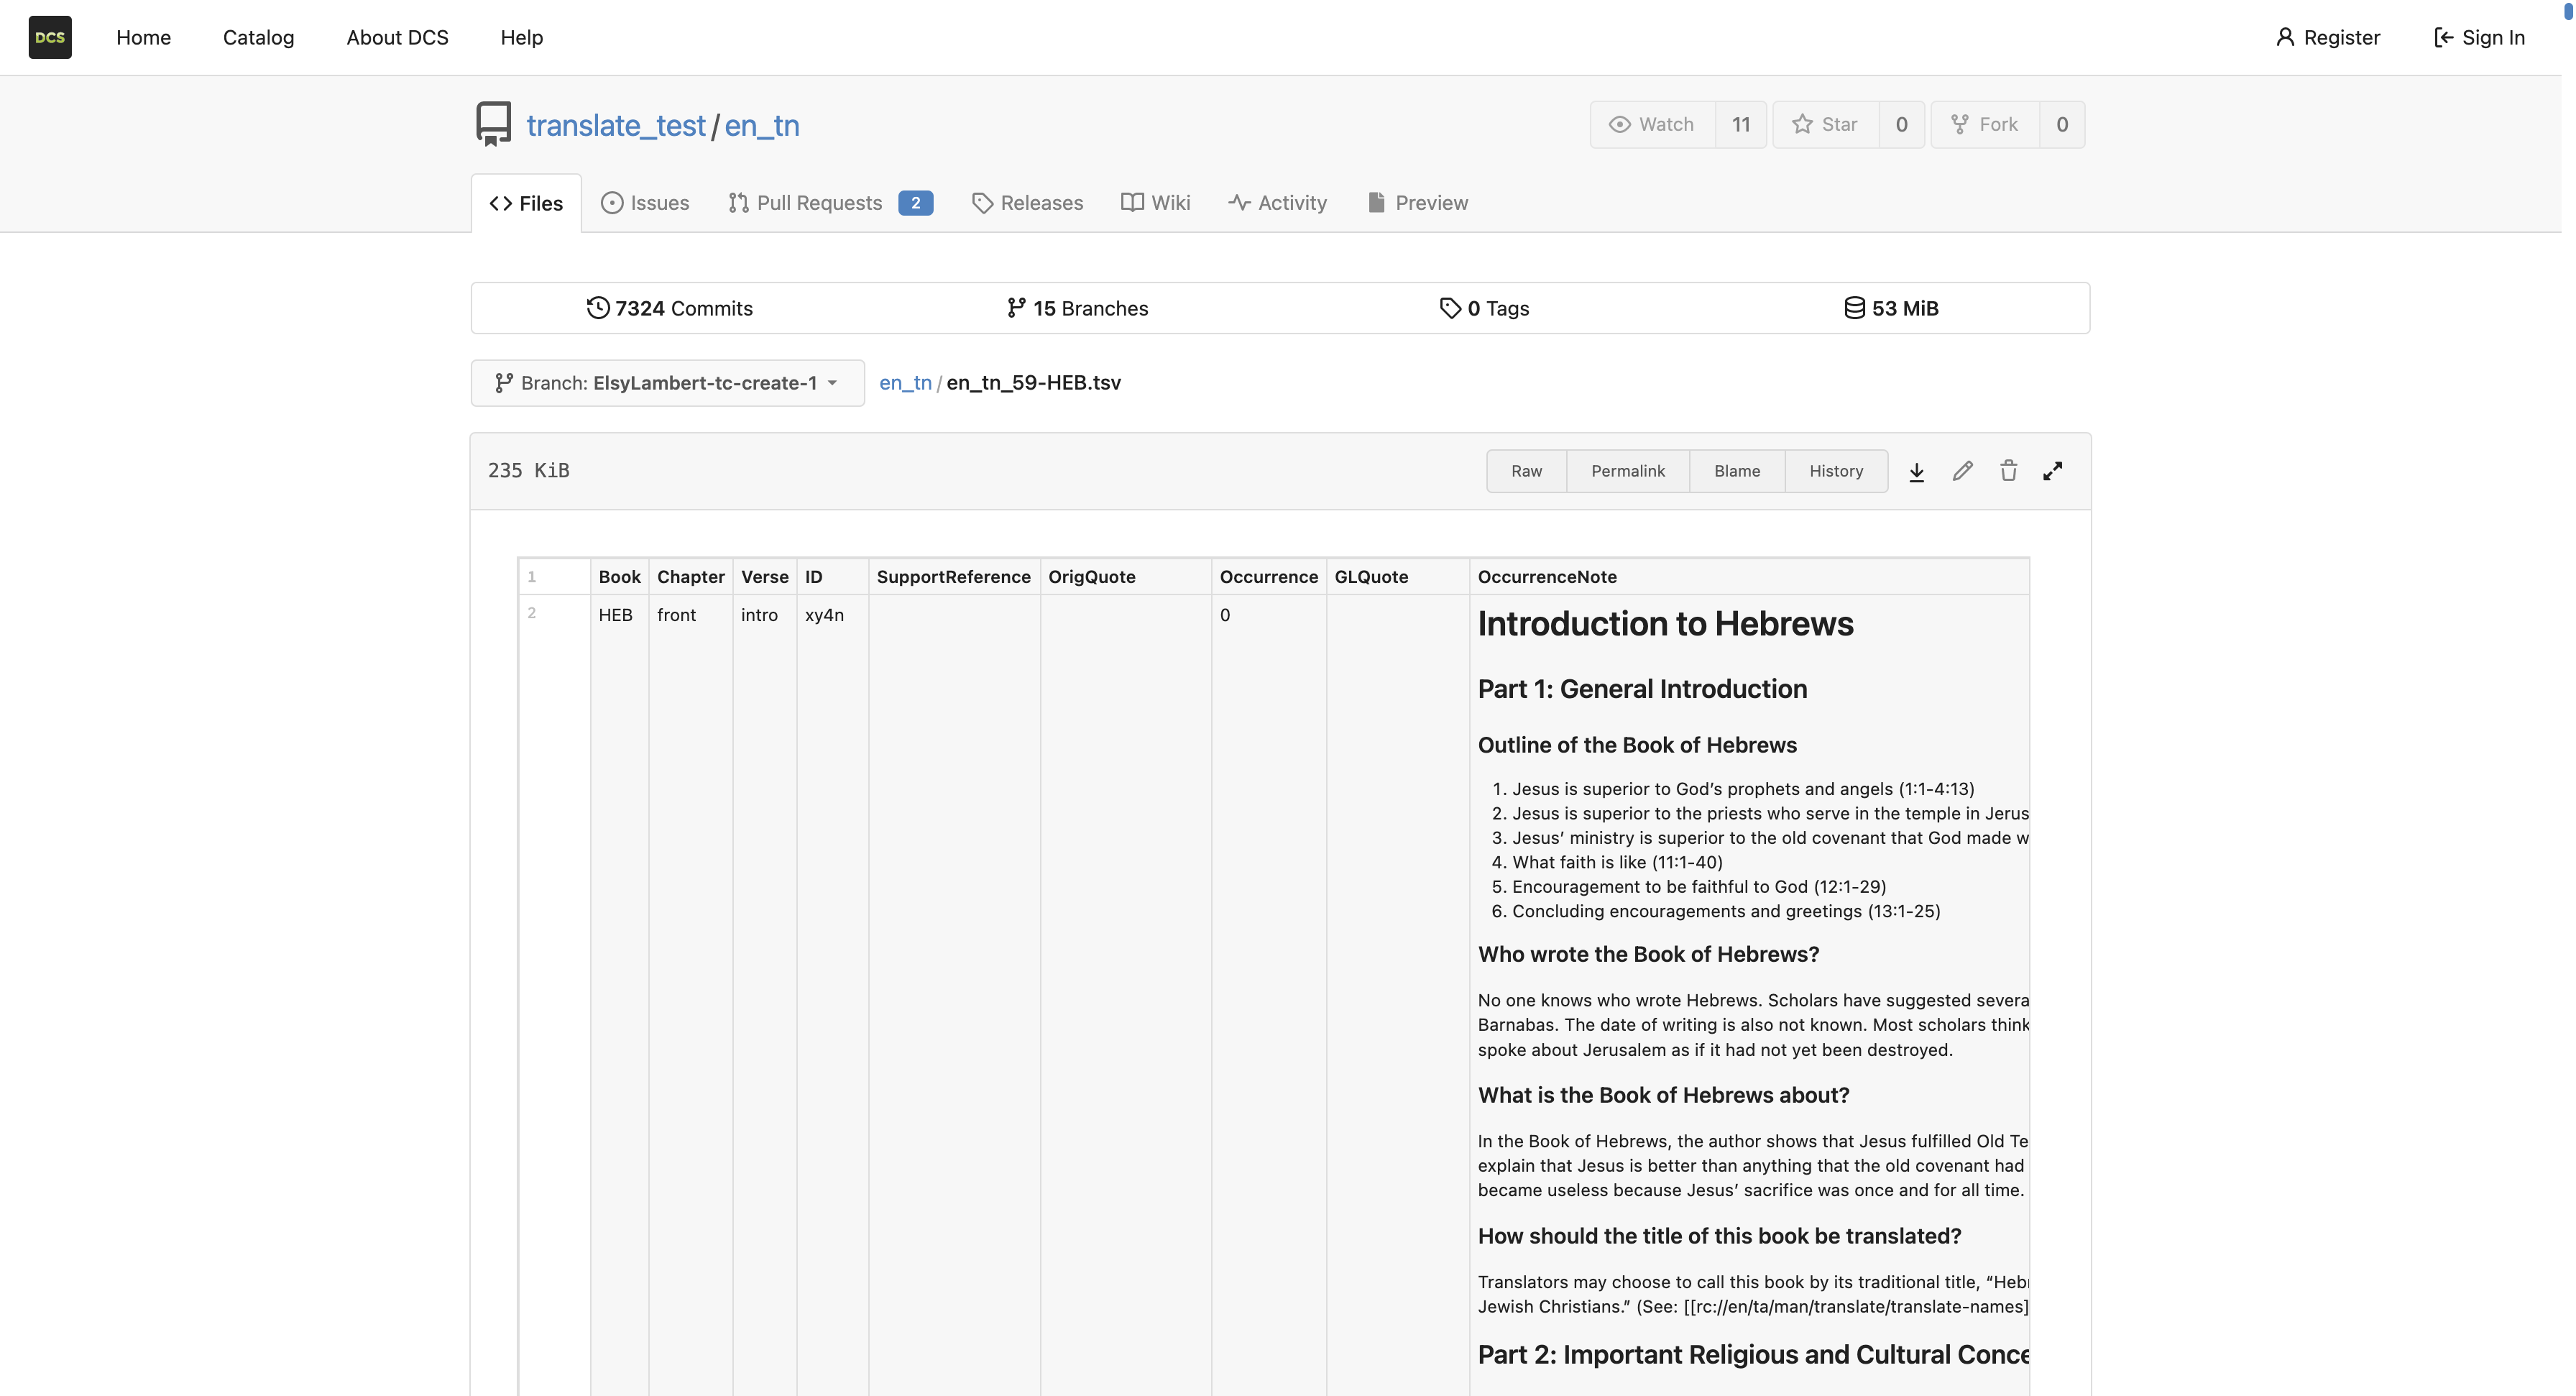 DCS Home Catalog About DCS Help Register Sign In
translate_test / en_tn Watch 11 Star 0 Fork 0
Files Issues Pull Requests 2 Releases Wiki Activity Preview
7324 Commits 15 Branches 0 Tags 53 MiB
Branch: ElsyLambert-tc-create-1 en_tn / en_tn_59-HEB.tsv
235 KiB Raw Permalink Blame History
1 Book Chapter Verse ID SupportReference OrigQuote Occurrence GLQuote OccurrenceNote
2 HEB front intro xy4n 0 Introduction to Hebrews
Part 1: General Introduction
Outline of the Book of Hebrews
1. Jesus is superior to God’s prophets and angels (1:1-4:13)
2. Jesus is superior to the priests who serve in the temple in Jerus
3. Jesus’ ministry is superior to the old covenant that God made w
4. What faith is like (11:1-40)
5. Encouragement to be faithful to God (12:1-29)
6. Concluding encouragements and greetings (13:1-25)
Who wrote the Book of Hebrews?
No one knows who wrote Hebrews. Scholars have suggested severa
Barnabas. The date of writing is also not known. Most scholars think
spoke about Jerusalem as if it had not yet been destroyed.
What is the Book of Hebrews about?
In the Book of Hebrews, the author shows that Jesus fulfilled Old Te
explain that Jesus is better than anything that the old covenant had
became useless because Jesus’ sacrifice was once and for all time.
How should the title of this book be translated?
Translators may choose to call this book by its traditional title, “Heb
Jewish Christians.” (See: [[rc://en/ta/man/translate/translate-names]
Part 2: Important Religious and Cultural Conce